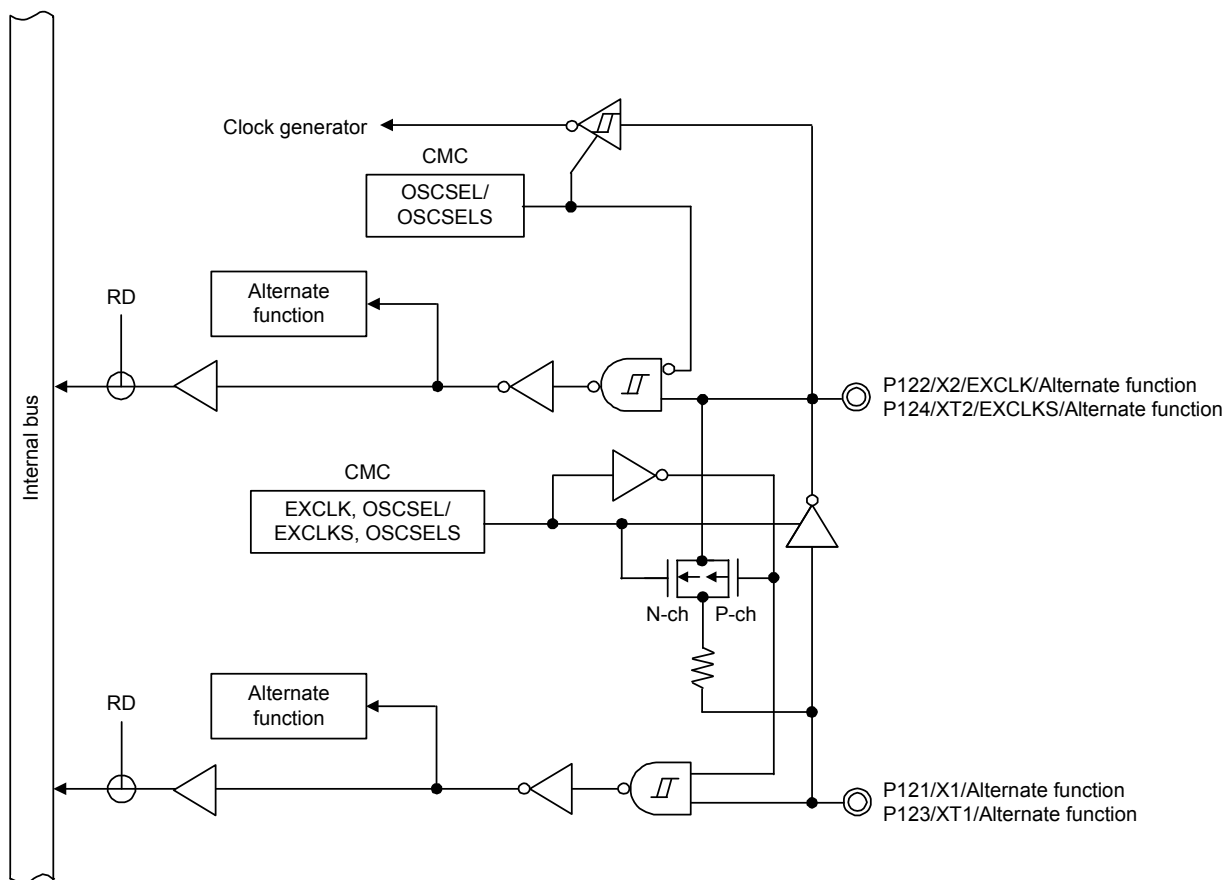 Clock generator
CMC
OSCSEL/
OSCSELS
RD
Alternate
function
P122/X2/EXCLK/Alternate function
P124/XT2/EXCLKS/Alternate function
Internal bus
CMC
EXCLK, OSCSEL/
EXCLKS, OSCSELS
N-ch
P-ch
RD
Alternate
function
P121/X1/Alternate function
P123/XT1/Alternate function